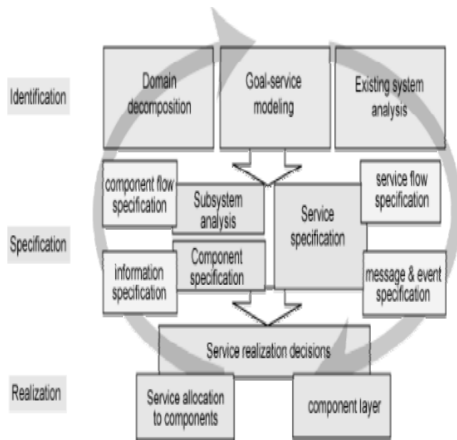 Identification
Domain
decomposition
Goal-service
modeling
Existing system
analysis
Specification
component flow
specification
Subsystem
analysis
Component
specification
information
specification
Service
specification
service flow
specification
message & event
specification
Realization
Service realization decisions
Service allocation
to components
component layer